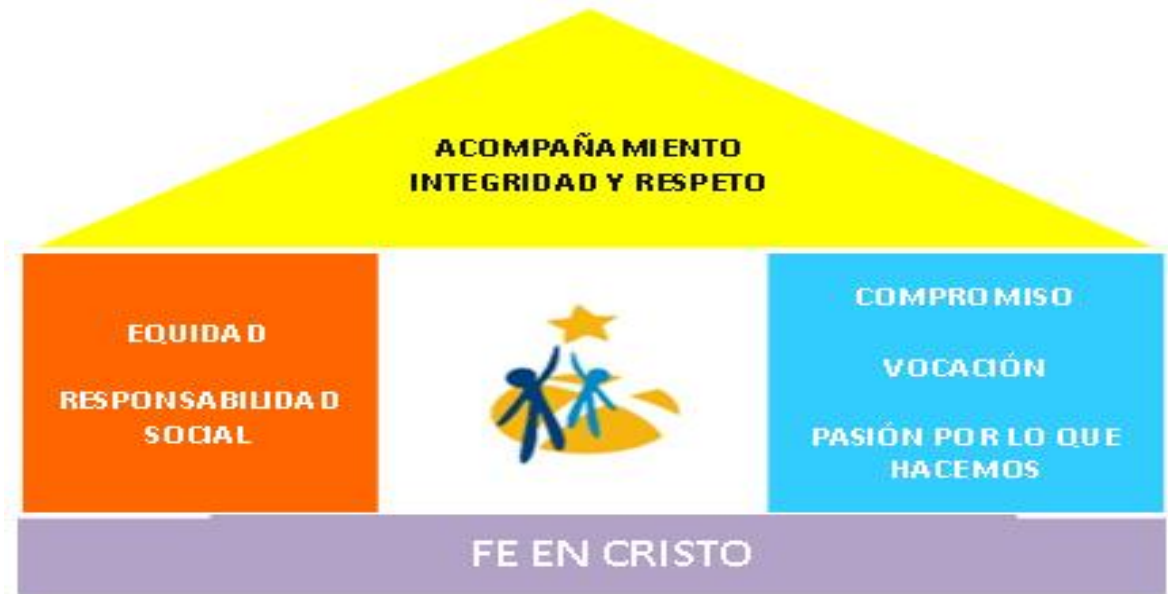 ACOMPAÑAMIENTO
INTEGRIDAD Y RESPETO
EQUIDAD
RESPONSABILIDAD
SOCIAL
COMPROMISO
VOCACIÓN
PASIÓN POR LO QUE
HACEMOS
FE EN CRISTO